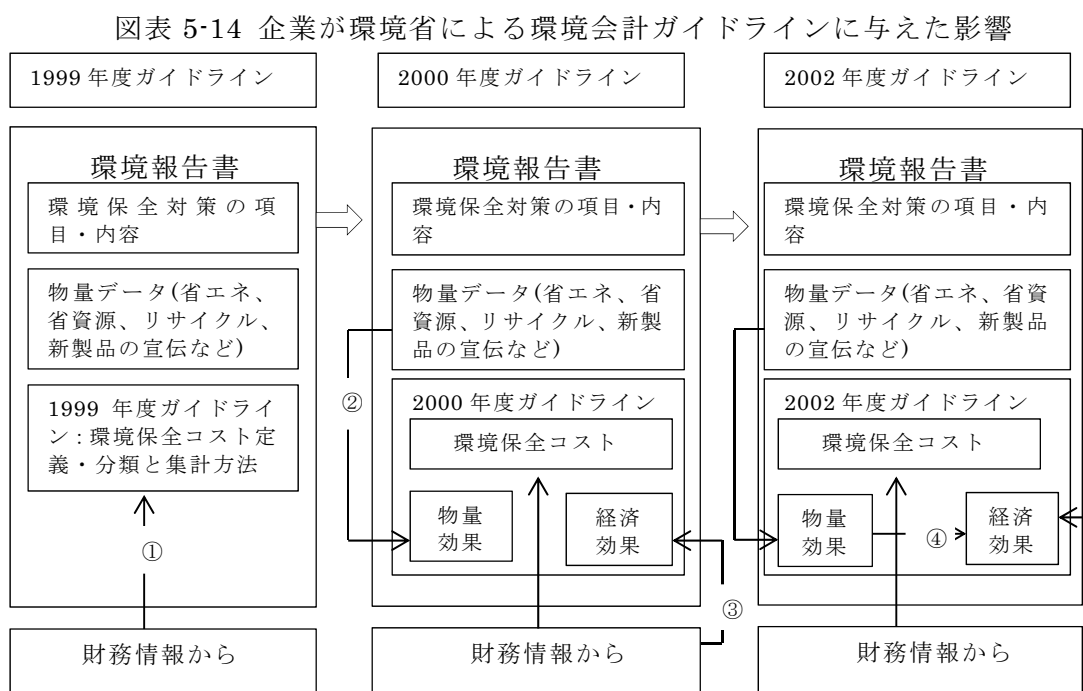 図表 5-14 企業が環境省による環境会計ガイドラインに与えた影響
1999 年度ガイドライン
環境報告書
環境保全対策の項
目・内容
物量データ(省エネ、
省資源、リサイクル、
新製品の宣伝など)
1999 年度ガイドライ
ン:環境保全コスト定
義・分類と集計方法
①
財務情報から
2000 年度ガイドライン
環境報告書
環境保全対策の項目・内
容
物量データ(省エネ、省
資源、リサイクル、新製
品の宣伝など)
②
2000 年度ガイドライン
環境保全コスト
物量
効果
経済
効果
③
財務情報から
2002 年度ガイドライン
環境報告書
環境保全対策の項目・内
容
物量データ(省エネ、省資
源、リサイクル、新製品
の宣伝など)
2002 年度ガイドライン
環境保全コスト
物量
効果
④
経済
効果
財務情報から